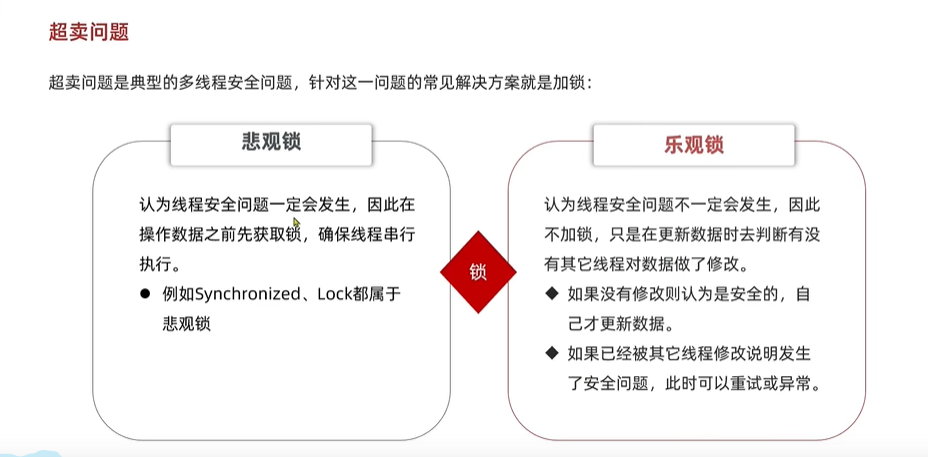 超卖问题
超卖问题是典型的多线程安全问题，针对这一问题的常见解决方案就是加锁：
悲观锁
认为线程安全问题一定会发生，因此在
操作数据之前先获取锁，确保线程串行
执行。
● 例如Synchronized、Lock都属于
悲观锁
锁
乐观锁
认为线程安全问题不一定会发生，因此
不加锁，只是在更新数据时去判断有没
有其它线程对数据做了修改。
◆ 如果没有修改则认为是安全的，自
己才更新数据。
◆ 如果已经被其它线程修改说明发生
了安全问题，此时可以重试或异常。